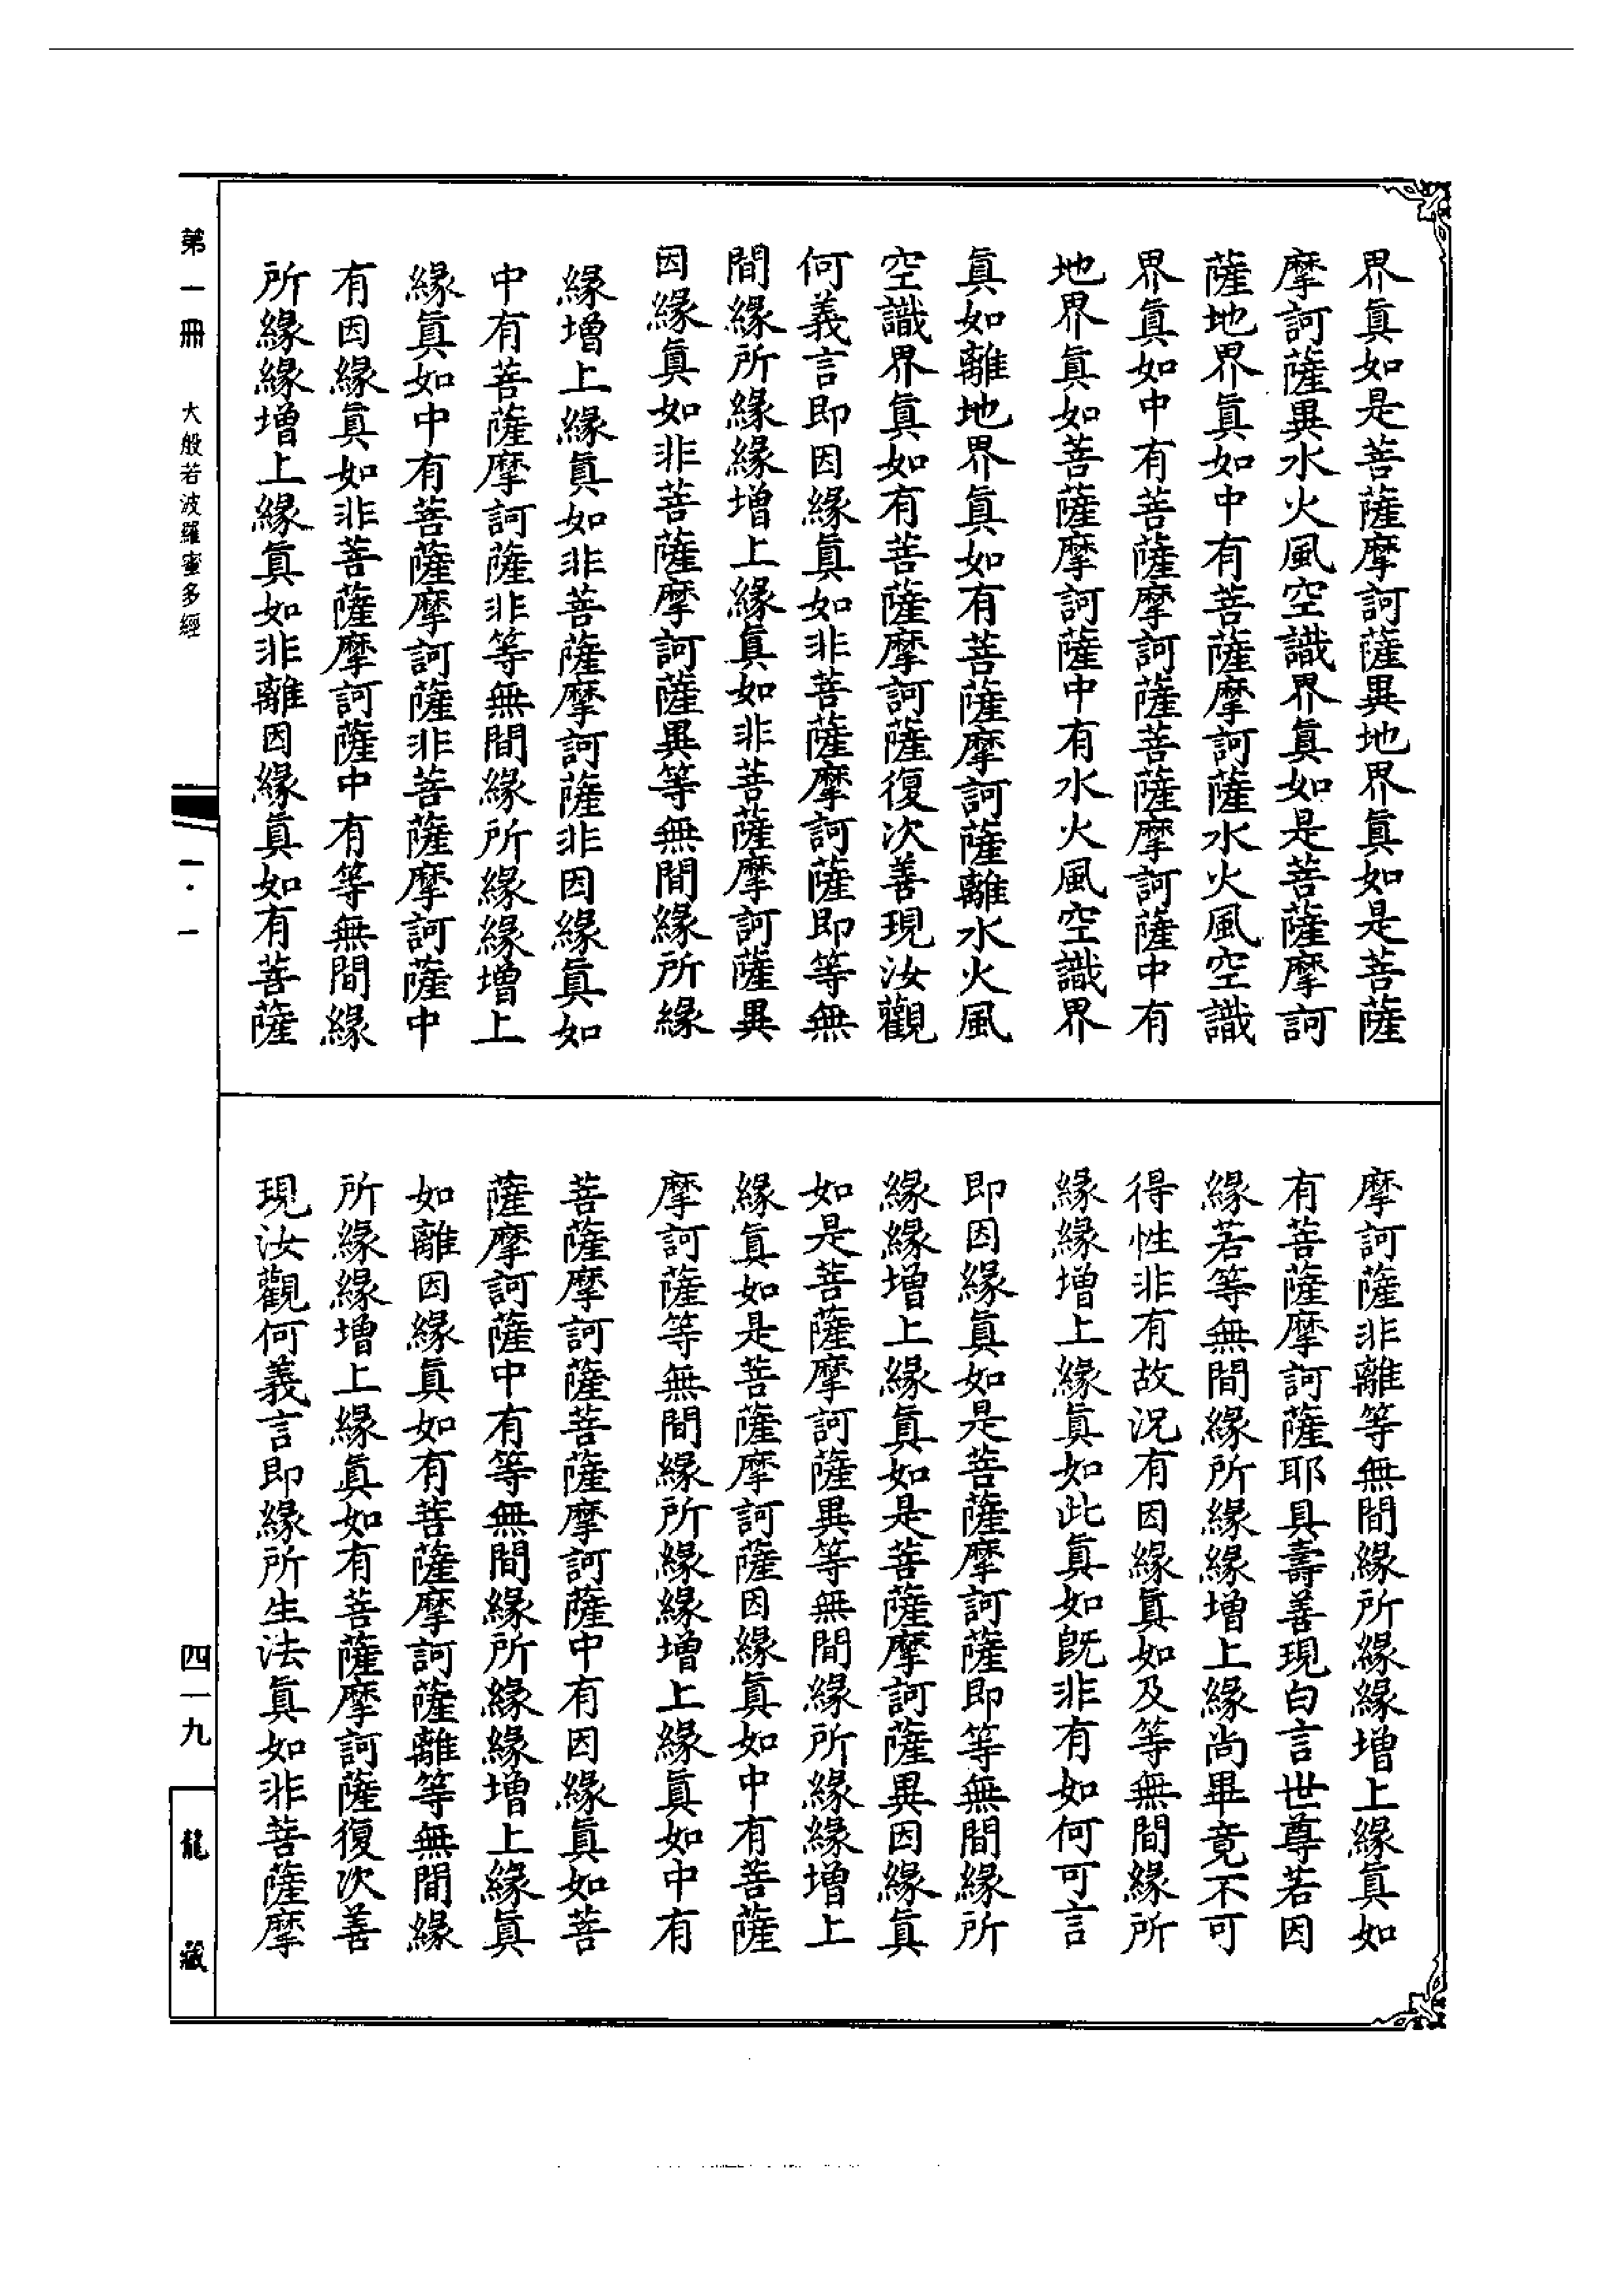 界眞如是菩薩摩訶薩異地界眞如是菩薩
摩訶薩異水火風空識界眞如是菩薩摩訶
薩地界眞如中有菩薩摩訶薩水火風空識
界眞如中有菩薩摩訶薩菩薩摩訶薩中有
地界眞如菩薩摩訶薩中有水火風空識界
眞如離地界眞如有菩薩摩訶薩離水火風
空識界眞如有菩薩摩訶薩復次善現汝觀
何義言即因緣眞如非菩薩摩訶薩即等無
間緣所緣緣增上緣眞如非菩薩摩訶薩異
因緣眞如非菩薩摩訶薩異等無間緣所緣
緣增上緣眞如非菩薩摩訶薩非因緣眞如
中有菩薩摩訶薩非等無間緣所緣緣增上
緣眞如中有菩薩摩訶薩非菩薩摩訶薩中
有因緣眞如非菩薩摩訶薩中有等無間緣
所緣緣增上緣眞如非離因緣眞如有菩薩
摩訶薩非離等無間緣所緣緣增上緣眞如
有菩薩摩訶薩耶具壽善現白言世尊若因
緣若等無間緣所緣緣增上緣尚畢竟不可
得性非有故況有因緣眞如及等無間緣所
緣緣增上緣眞如此眞如旣非有如何可言
即因緣眞如是菩薩摩訶薩即等無間緣所
緣緣增上緣眞如是菩薩摩訶薩異因緣眞
如是菩薩摩訶薩異等無間緣所緣緣增上
緣眞如是菩薩摩訶薩因緣眞如中有菩薩
摩訶薩等無間緣所緣緣增上緣眞如中有
菩薩摩訶薩菩薩摩訶薩中有因緣眞如菩
薩摩訶薩中有等無間緣所緣緣增上緣眞
如離因緣眞如有菩薩摩訶薩離等無間緣
所緣緣增上緣眞如有菩薩摩訶薩復次善
現汝觀何義言即緣所生法眞如非菩薩摩
第一冊 大般若波羅蜜多經 一·一 四一九 龍藏